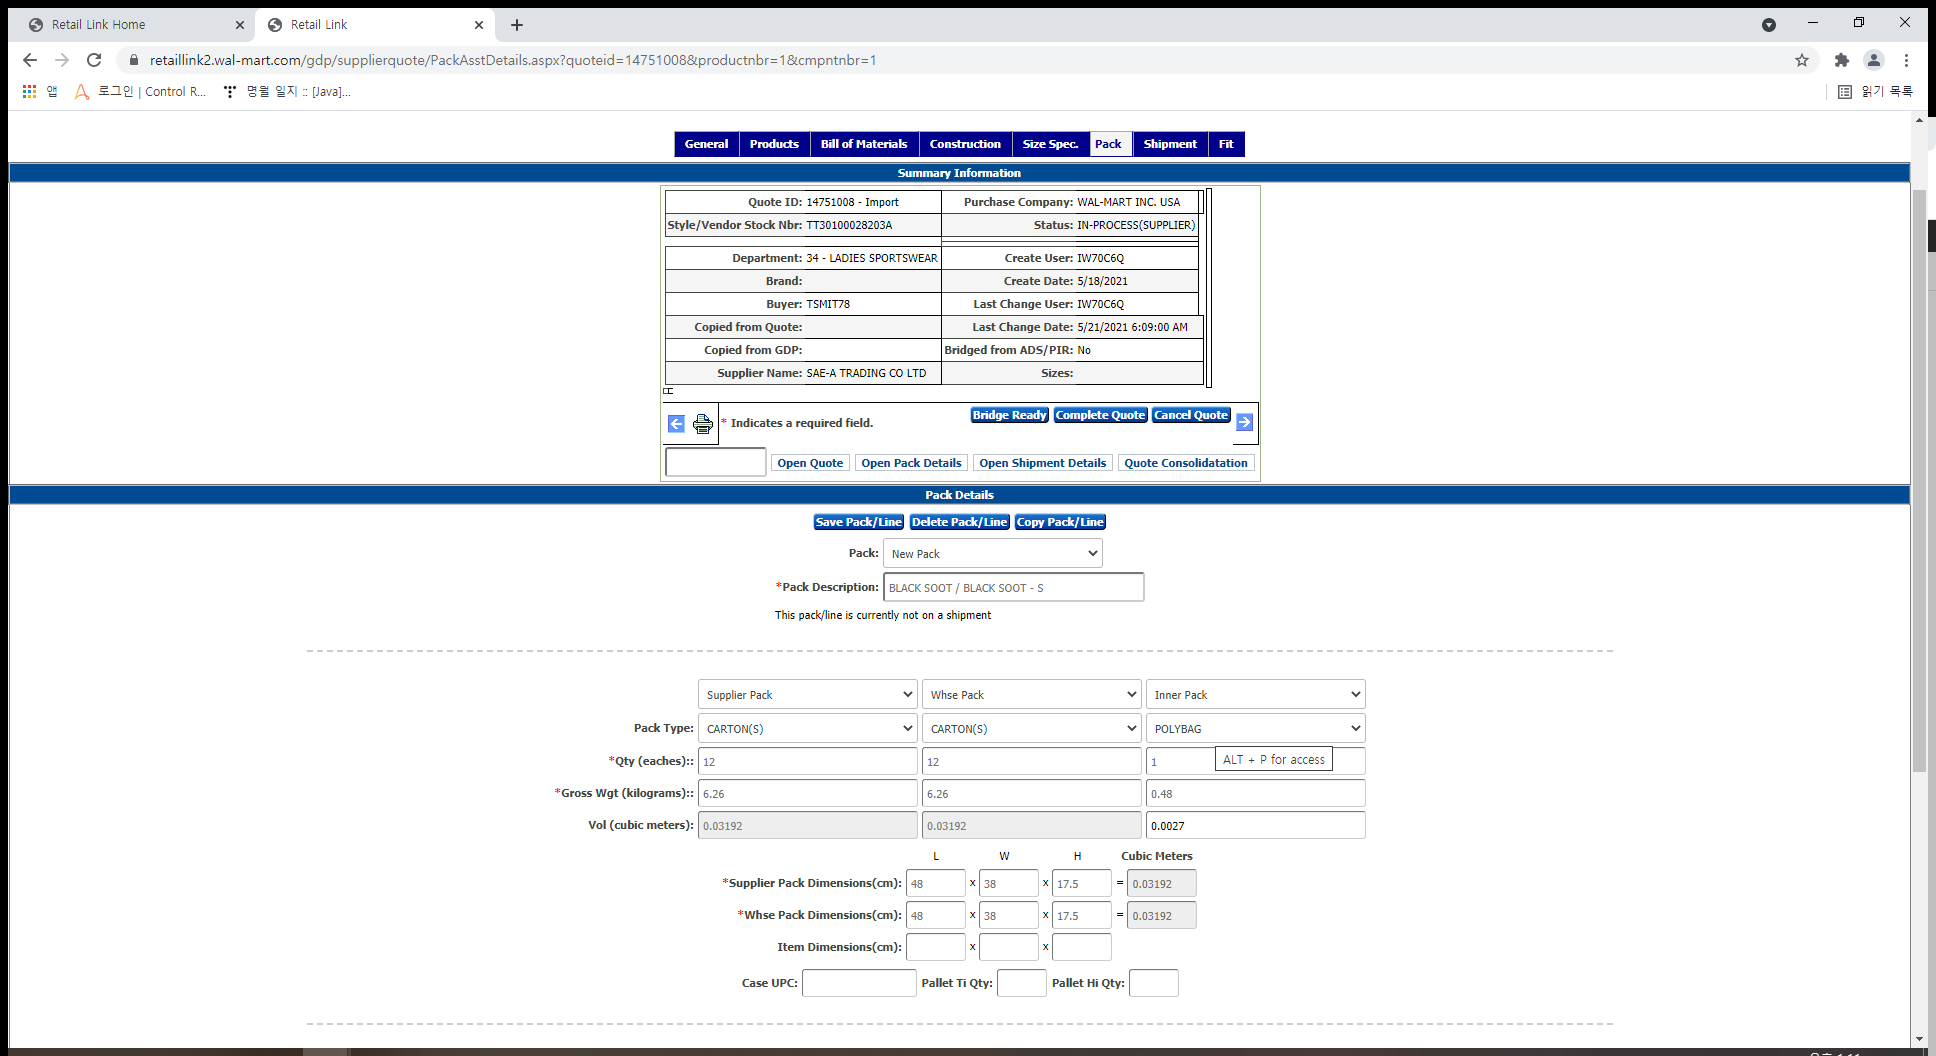 Retail Link Home
Retail Link
retaillink2.wal-mart.com/gdp/supplierquote/PackAsstDetails.aspx?quoteid=14751008&productnbr=1&cmpntnbr=1
앱 로그인 | Control R... 명월 일지 :: [Java]... 읽기 목록
General Products Bill of Materials Construction Size Spec. Pack Shipment Fit
Summary Information
Quote ID: 14751008 - Import Purchase Company: WAL-MART INC. USA
Style/Vendor Stock Nbr: TT30100028203A Status: IN-PROCESS(SUPPLIER)
Department: 34 - LADIES SPORTSWEAR Create User: IW70C6Q
Brand: Create Date: 5/18/2021
Buyer: TSMIT78 Last Change User: IW70C6Q
Copied from Quote: Last Change Date: 5/21/2021 6:09:00 AM
Copied from GDP: Bridged from ADS/PIR: No
Supplier Name: SAE-A TRADING CO LTD Sizes:
* Indicates a required field. Bridge Ready Complete Quote Cancel Quote
Open Quote Open Pack Details Open Shipment Details Quote Consolidatation
Pack Details
Save Pack/Line Delete Pack/Line Copy Pack/Line
Pack: New Pack
*Pack Description: BLACK SOOT / BLACK SOOT - S
This pack/line is currently not on a shipment
Supplier Pack Whse Pack Inner Pack
Pack Type: CARTON(S) CARTON(S) POLYBAG
*Qty (eaches):: 12 12 1 ALT + P for access
*Gross Wgt (kilograms):: 6.26 6.26 0.48
Vol (cubic meters): 0.03192 0.03192 0.0027
L W H Cubic Meters
*Supplier Pack Dimensions(cm): 48 x 38 x 17.5 = 0.03192
*Whse Pack Dimensions(cm): 48 x 38 x 17.5 = 0.03192
Item Dimensions(cm): x x
Case UPC: Pallet Ti Qty: Pallet Hi Qty: